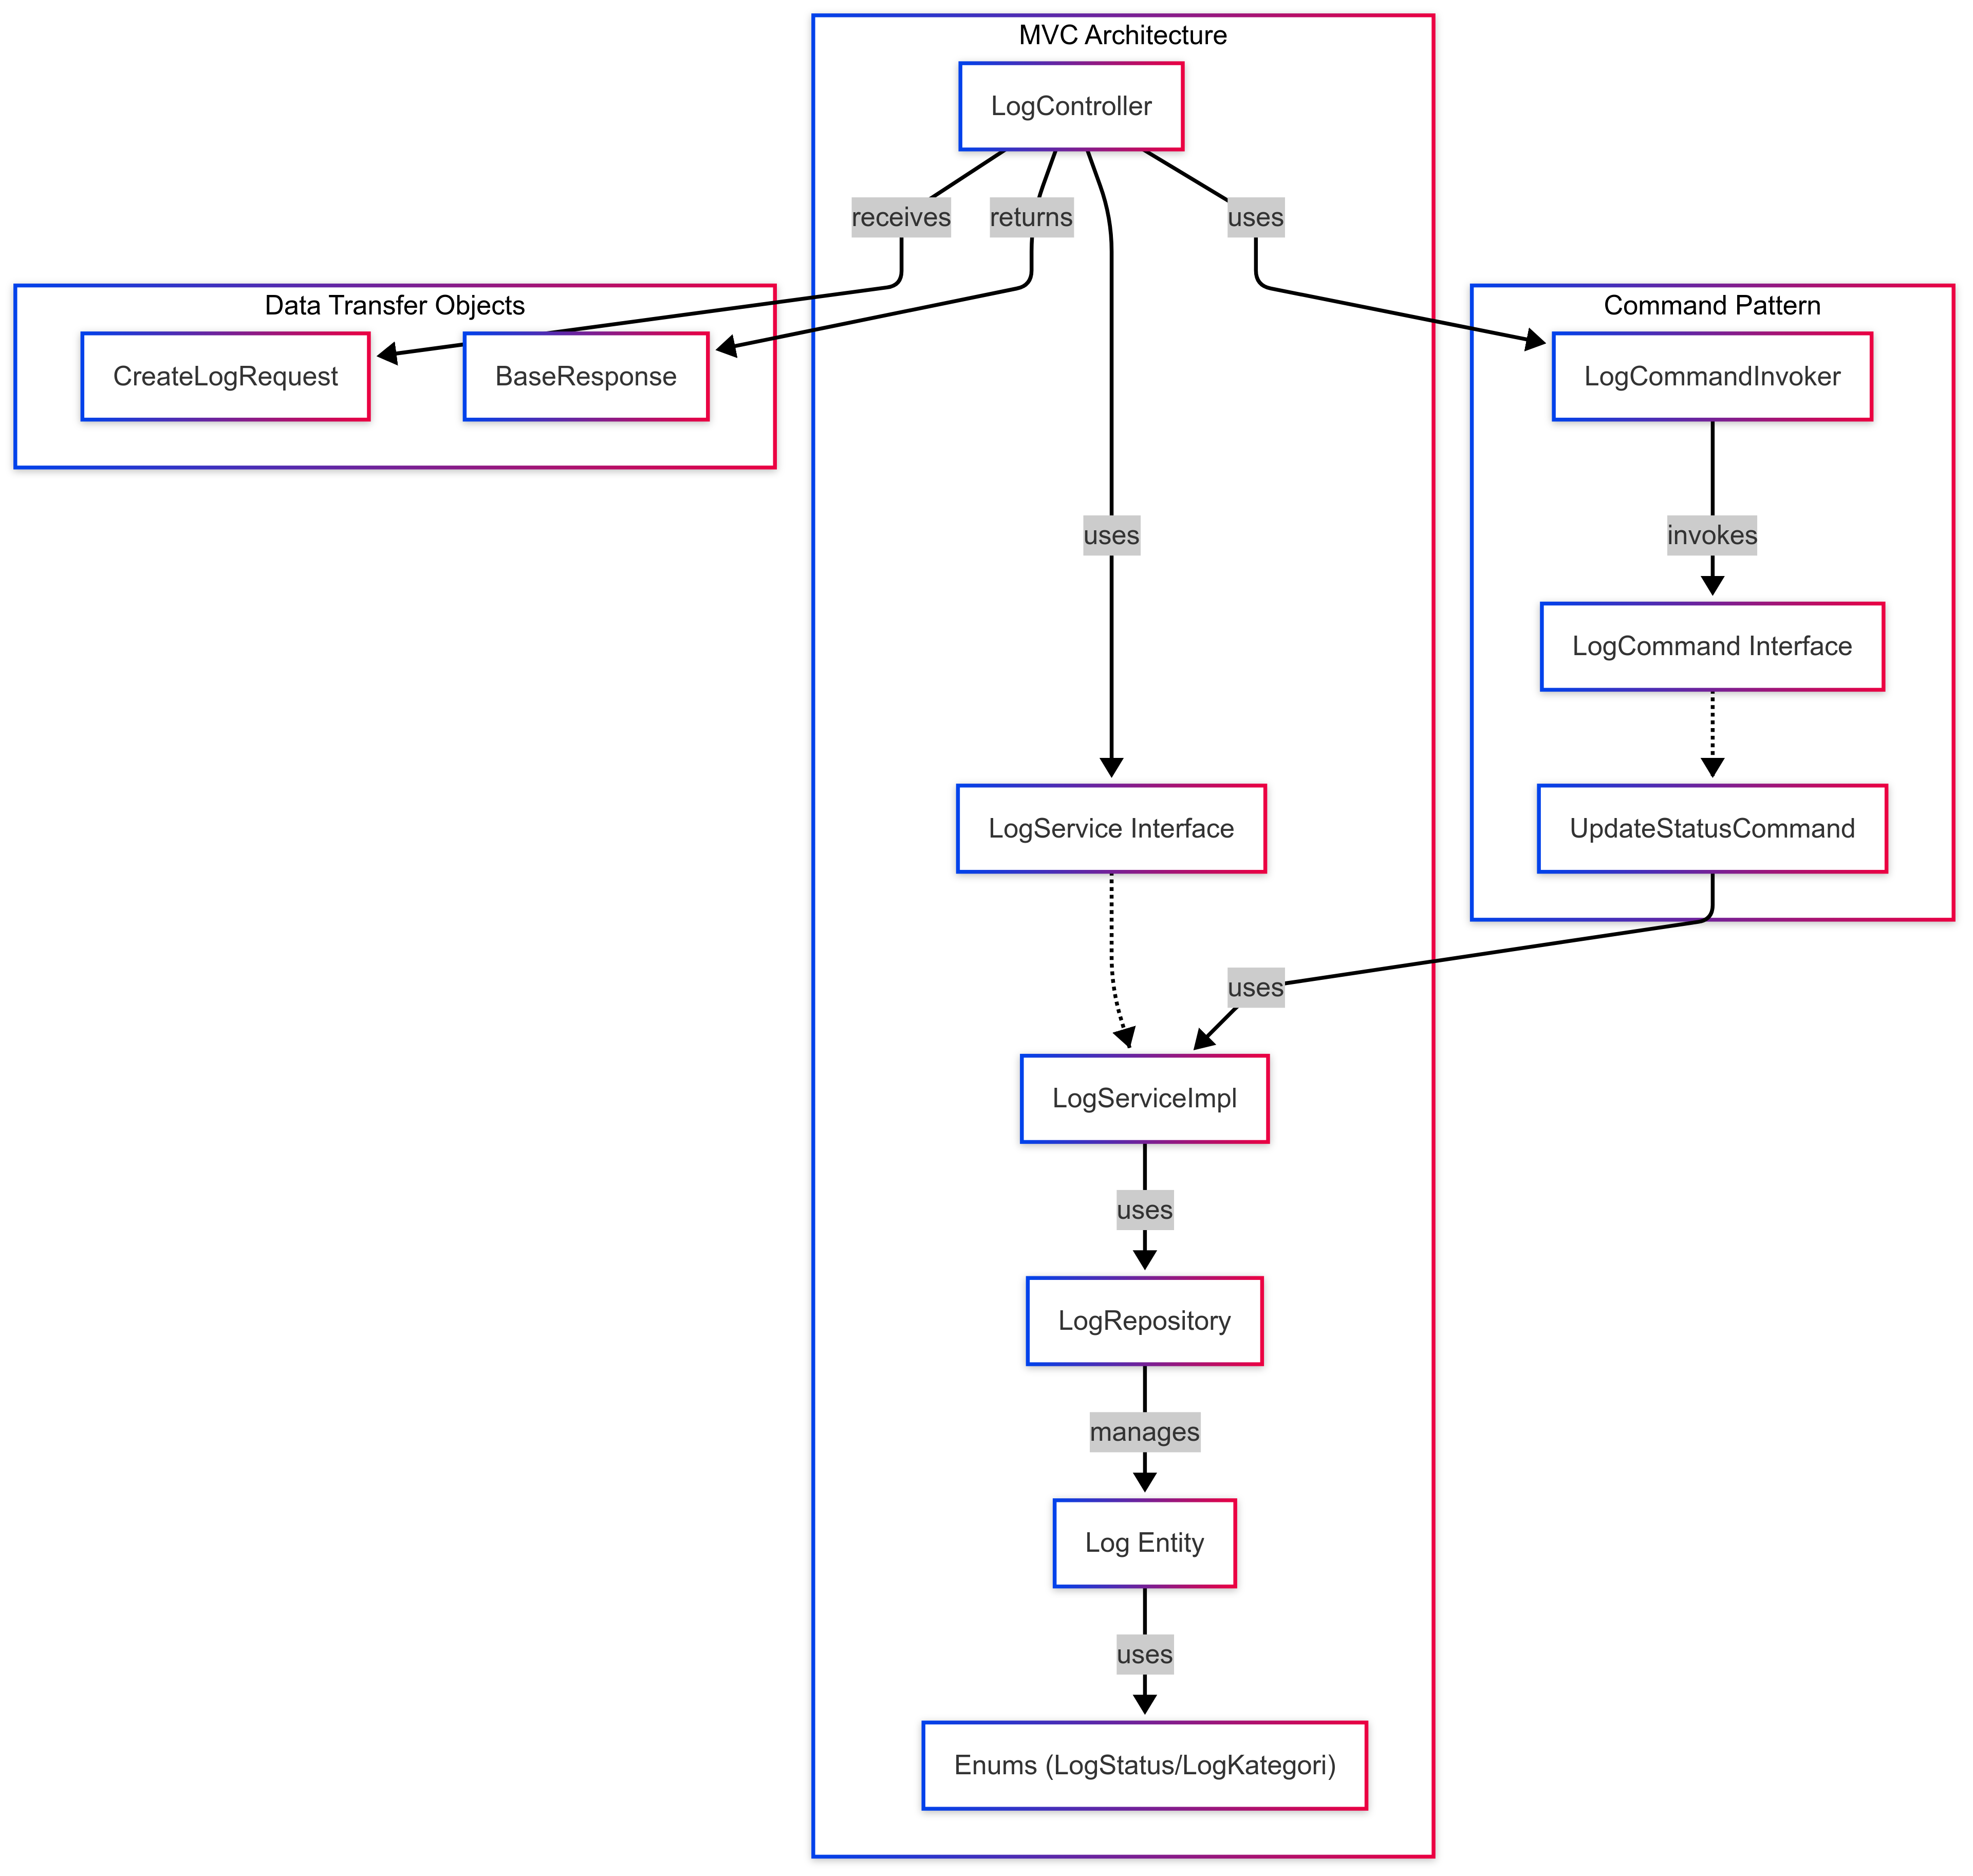 MVC Architecture
LogController
receives
returns
uses
Data Transfer Objects
CreateLogRequest
BaseResponse
Command Pattern
LogCommandInvoker
uses
invokes
LogCommand Interface
LogService Interface
UpdateStatusCommand
uses
LogServiceImpl
uses
LogRepository
manages
Log Entity
uses
Enums (LogStatus/LogKategori)